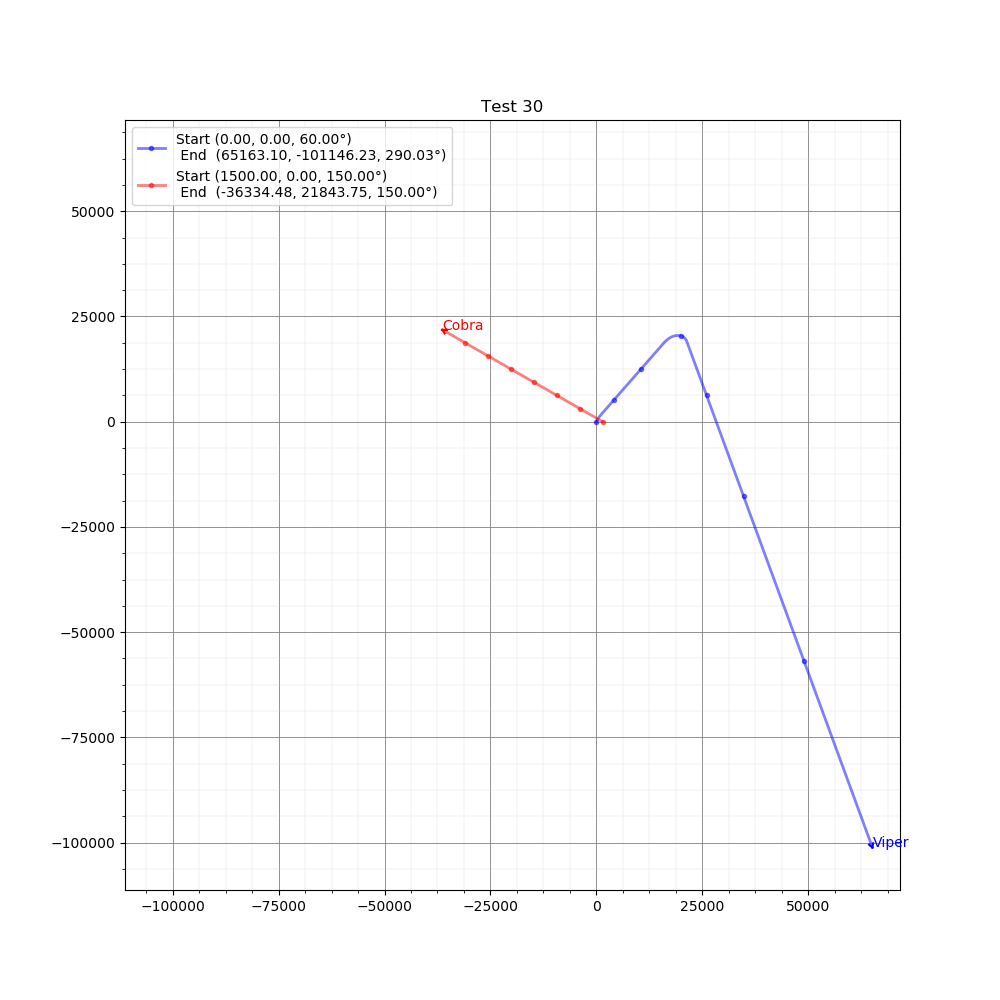 Test 30
Start (0.00, 0.00, 60.00°)
End (65163.10, -101146.23, 290.03°)
Start (1500.00, 0.00, 150.00°)
End (-36334.48, 21843.75, 150.00°)
50000
25000
0
−25000
−50000
−75000
−100000
Cobra
Viper
−100000 −75000 −50000 −25000 0 25000 50000